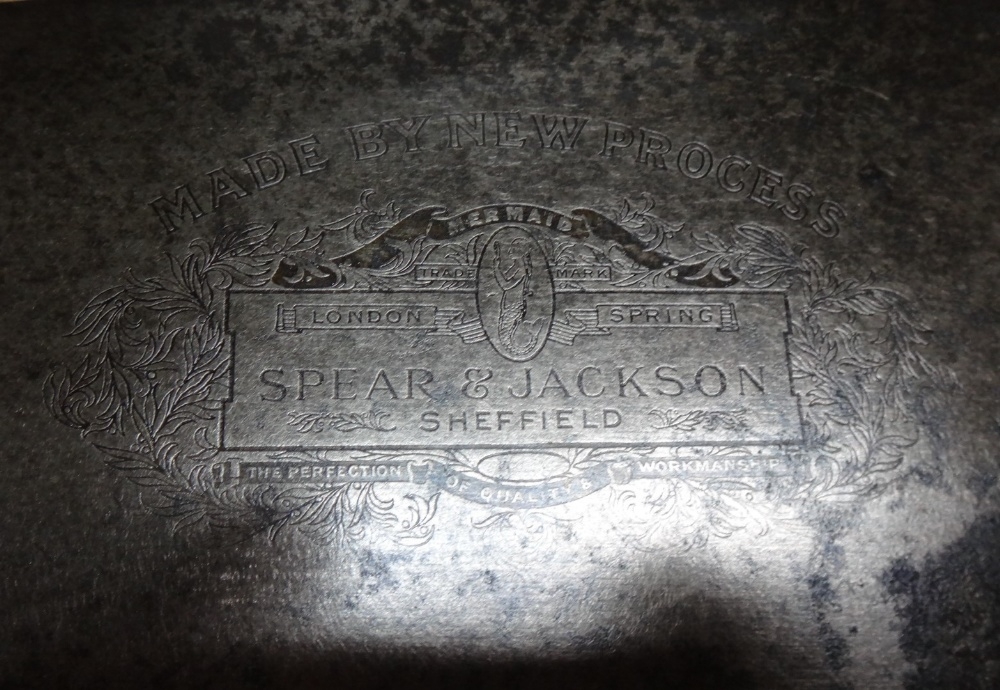 MADE BY NEW PROCESS
MERMAID
TRADE MARK
LONDON SPRING
SPEAR & JACKSON
SHEFFIELD
THE PERFECTION OF QUALITY & WORKMANSHIP